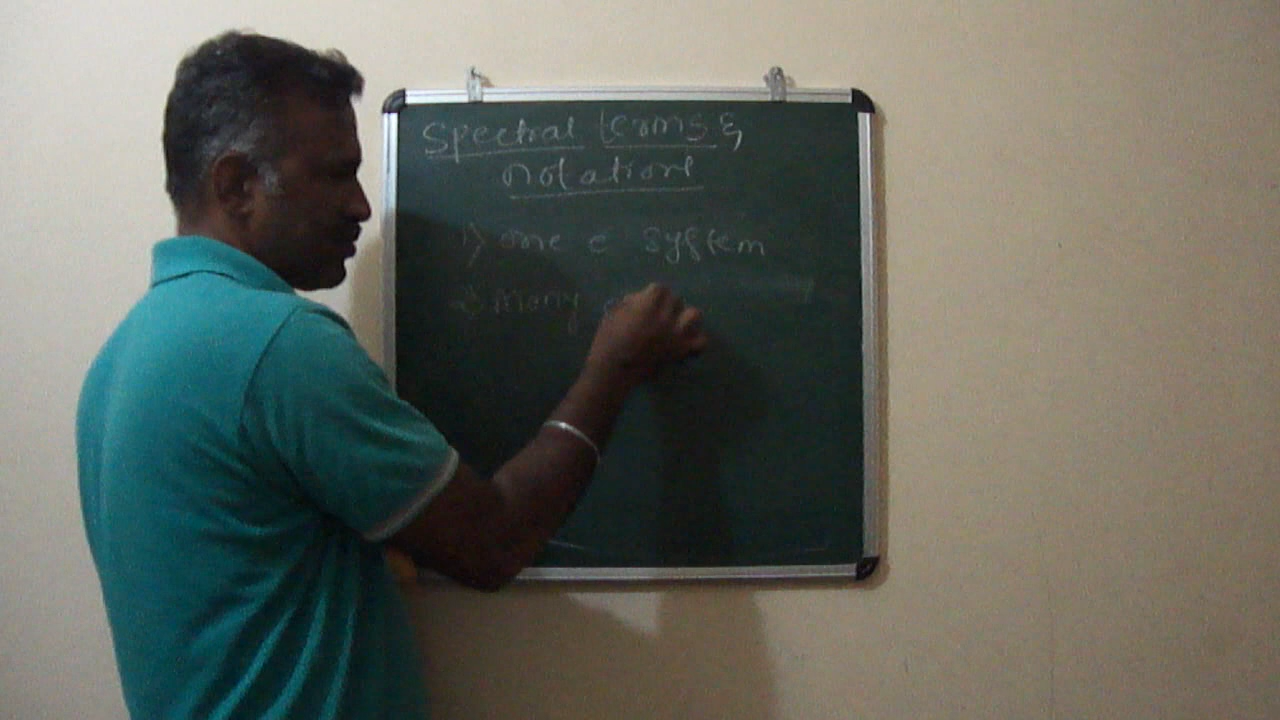 Spectral terms &
notation
1) one e system
2) Many e